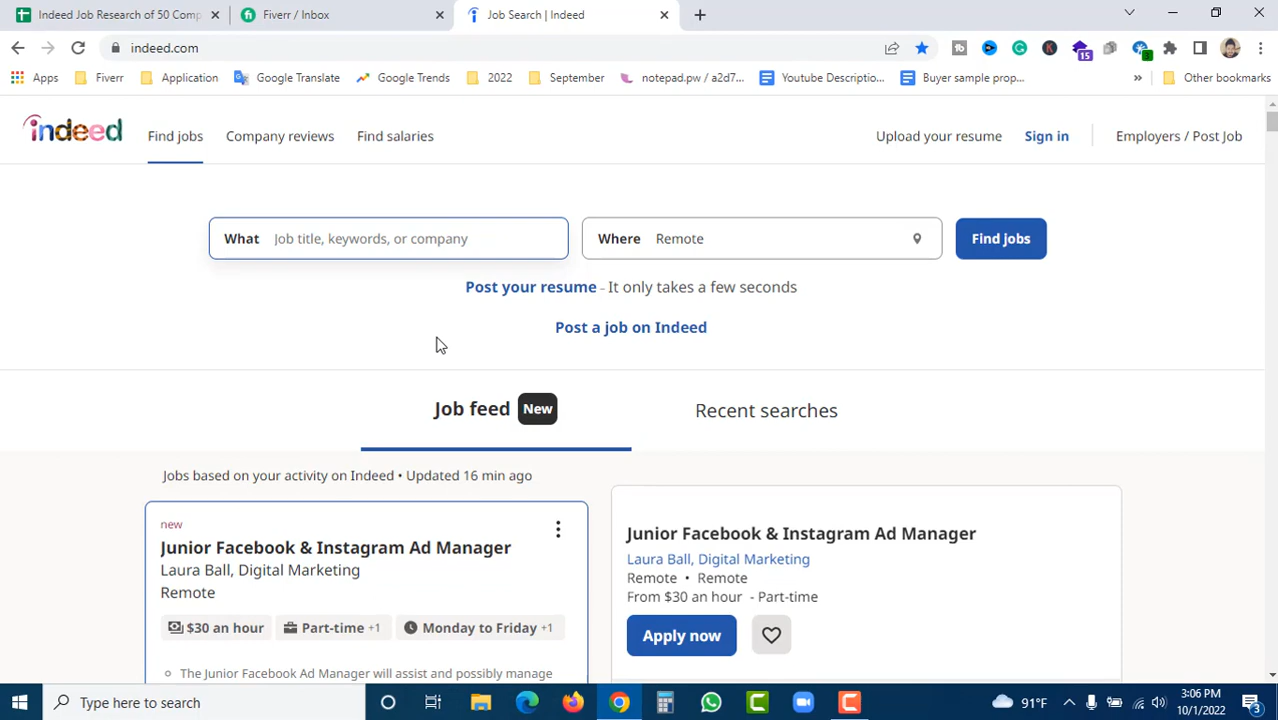 Indeed Job Research of 50 Comp
Fiverr / Inbox
Job Search | Indeed
indeed.com
15
3
Apps
Fiverr
Application
Google Translate
Google Trends
2022
September
notepad.pw / a2d7...
Youtube Descriptio...
Buyer sample prop...
»
Other bookmarks
indeed
Find jobs
Company reviews
Find salaries
Upload your resume
Sign in
Employers / Post Job
What Job title, keywords, or company
Where Remote
Find jobs
Post your resume - It only takes a few seconds
Post a job on Indeed
Job feed New
Recent searches
Jobs based on your activity on Indeed • Updated 16 min ago
new
Junior Facebook & Instagram Ad Manager
Laura Ball, Digital Marketing
Remote
$30 an hour
Part-time +1
Monday to Friday +1
The Junior Facebook Ad Manager will assist and possibly manage
Junior Facebook & Instagram Ad Manager
Laura Ball, Digital Marketing
Remote • Remote
From $30 an hour - Part-time
Apply now
Type here to search
91°F
3:06 PM
10/1/2022
3